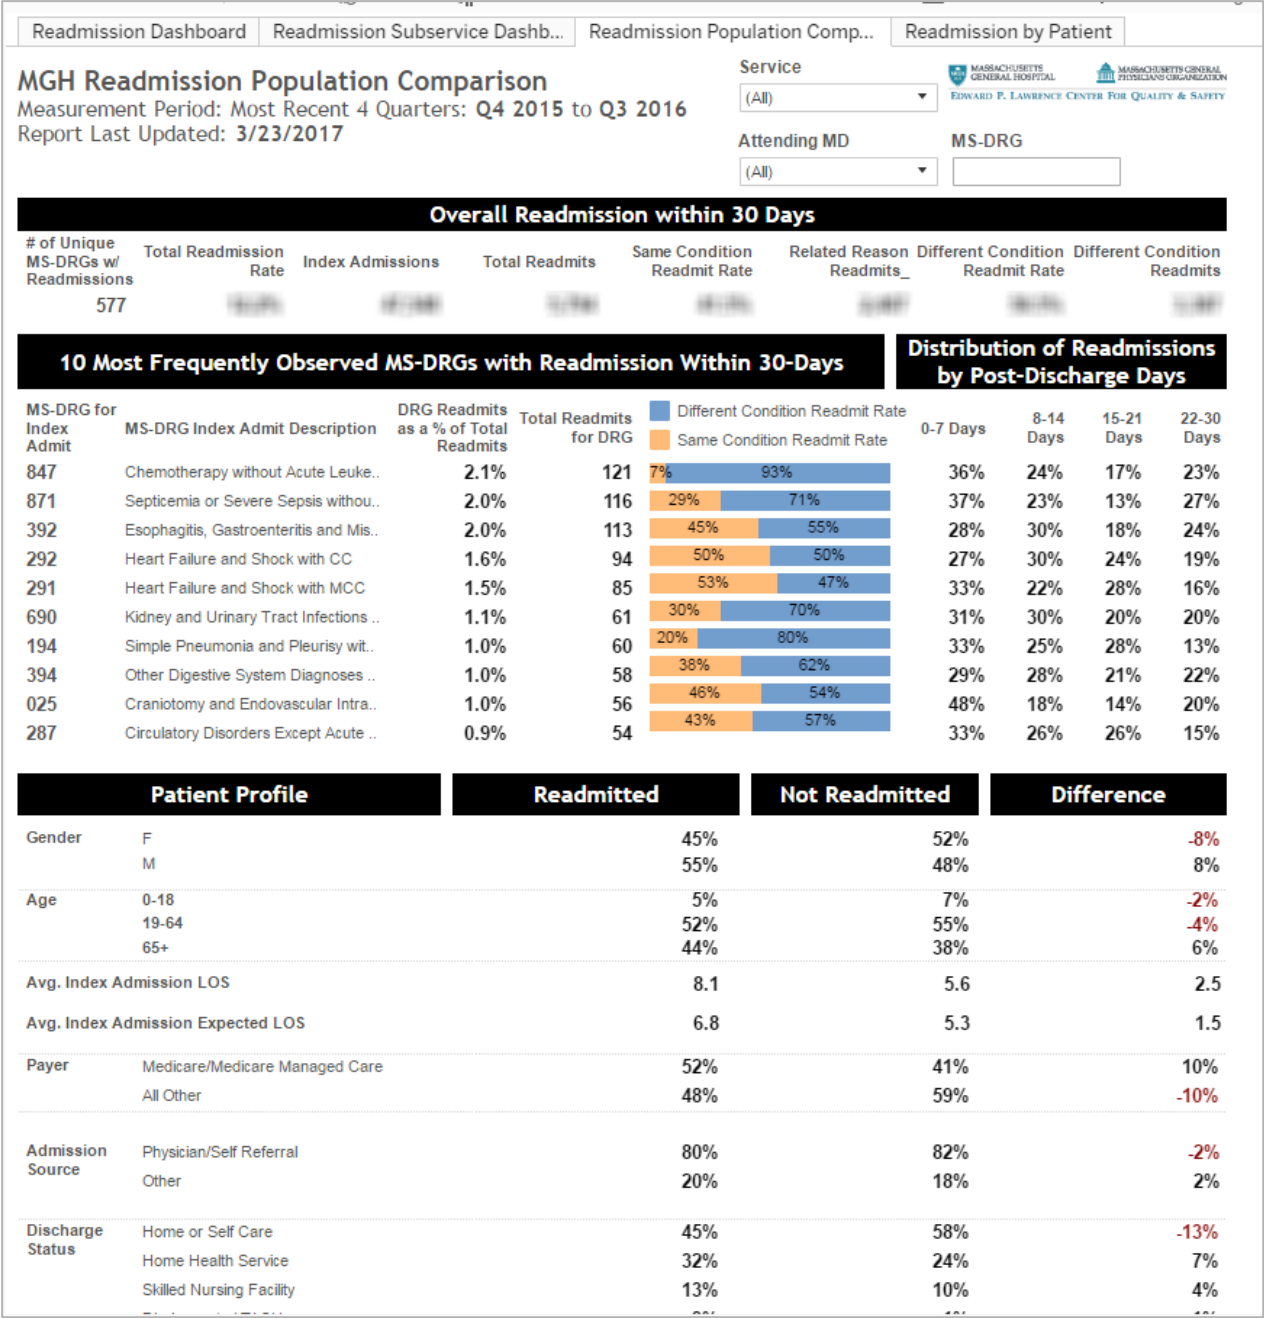 Readmission Dashboard
Readmission Subservice Dashb...
Readmission Population Comp...
Readmission by Patient
MGH Readmission Population Comparison
Measurement Period: Most Recent 4 Quarters: Q4 2015 to Q3 2016
Report Last Updated: 3/23/2017
Service
(All)
Attending MD
(All)
MS-DRG
MASSACHUSETTS
GENERAL HOSPITAL
MASSACHUSETTS GENERAL
PHYSICIANS ORGANIZATION
EDWARD P. LAWRENCE CENTER FOR QUALITY & SAFETY
Overall Readmission within 30 Days
# of Unique MS-DRGs w/ Readmissions
Total Readmission Rate
Index Admissions
Total Readmits
Same Condition Readmit Rate
Related Reason Readmits_
Different Condition Readmit Rate
Different Condition Readmits
577
10 Most Frequently Observed MS-DRGs with Readmission Within 30-Days
Distribution of Readmissions
by Post-Discharge Days
MS-DRG for Index Admit
MS-DRG Index Admit Description
DRG Readmits as a % of Total Readmits
Total Readmits for DRG
Different Condition Readmit Rate
Same Condition Readmit Rate
0-7 Days
8-14 Days
15-21 Days
22-30 Days
847 Chemotherapy without Acute Leuke.. 2.1% 121 7% 93% 36% 24% 17% 23%
871 Septicemia or Severe Sepsis withou.. 2.0% 116 29% 71% 37% 23% 13% 27%
392 Esophagitis, Gastroenteritis and Mis.. 2.0% 113 45% 55% 28% 30% 18% 24%
292 Heart Failure and Shock with CC 1.6% 94 50% 50% 27% 30% 24% 19%
291 Heart Failure and Shock with MCC 1.5% 85 53% 47% 33% 22% 28% 16%
690 Kidney and Urinary Tract Infections .. 1.1% 61 30% 70% 31% 30% 20% 20%
194 Simple Pneumonia and Pleurisy wit.. 1.0% 60 20% 80% 33% 25% 28% 13%
394 Other Digestive System Diagnoses .. 1.0% 58 38% 62% 29% 28% 21% 22%
025 Craniotomy and Endovascular Intra.. 1.0% 56 46% 54% 48% 18% 14% 20%
287 Circulatory Disorders Except Acute .. 0.9% 54 43% 57% 33% 26% 26% 15%
Patient Profile Readmitted Not Readmitted Difference
Gender F 45% 52% -8%
M 55% 48% 8%
Age 0-18 5% 7% -2%
19-64 52% 55% -4%
65+ 44% 38% 6%
Avg. Index Admission LOS 8.1 5.6 2.5
Avg. Index Admission Expected LOS 6.8 5.3 1.5
Payer Medicare/Medicare Managed Care 52% 41% 10%
All Other 48% 59% -10%
Admission Source Physician/Self Referral 80% 82% -2%
Other 20% 18% 2%
Discharge Status Home or Self Care 45% 58% -13%
Home Health Service 32% 24% 7%
Skilled Nursing Facility 13% 10% 4%